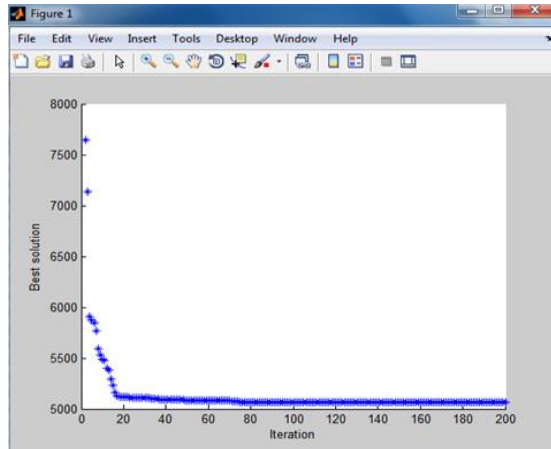 Figure 1
File Edit View Insert Tools Desktop Window Help
8000
7500
7000
6500
6000
5500
5000
Best solution
0 20 40 60 80 100 120 140 160 180 200
Iteration